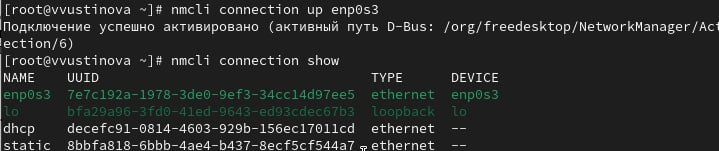 [root@vvustinova ~]# nmcli connection up enp0s3
Подключение успешно активировано (активный путь D-Bus: /org/freedesktop/NetworkManager/Act
ection/6)
[root@vvustinova ~]# nmcli connection show
NAME    UUID                                  TYPE      DEVICE
enp0s3  7e7c192a-1978-3de0-9ef3-34cc14d97ee5  ethernet  enp0s3
lo      bfa29a96-3fd0-41ed-9643-ed93cdec67b3  loopback  lo
dhcp    decefc91-0814-4603-929b-156ec17011cd  ethernet  --
static  8bbfa818-6bbb-4ae4-b437-8ecf5cf544a7  ethernet  --